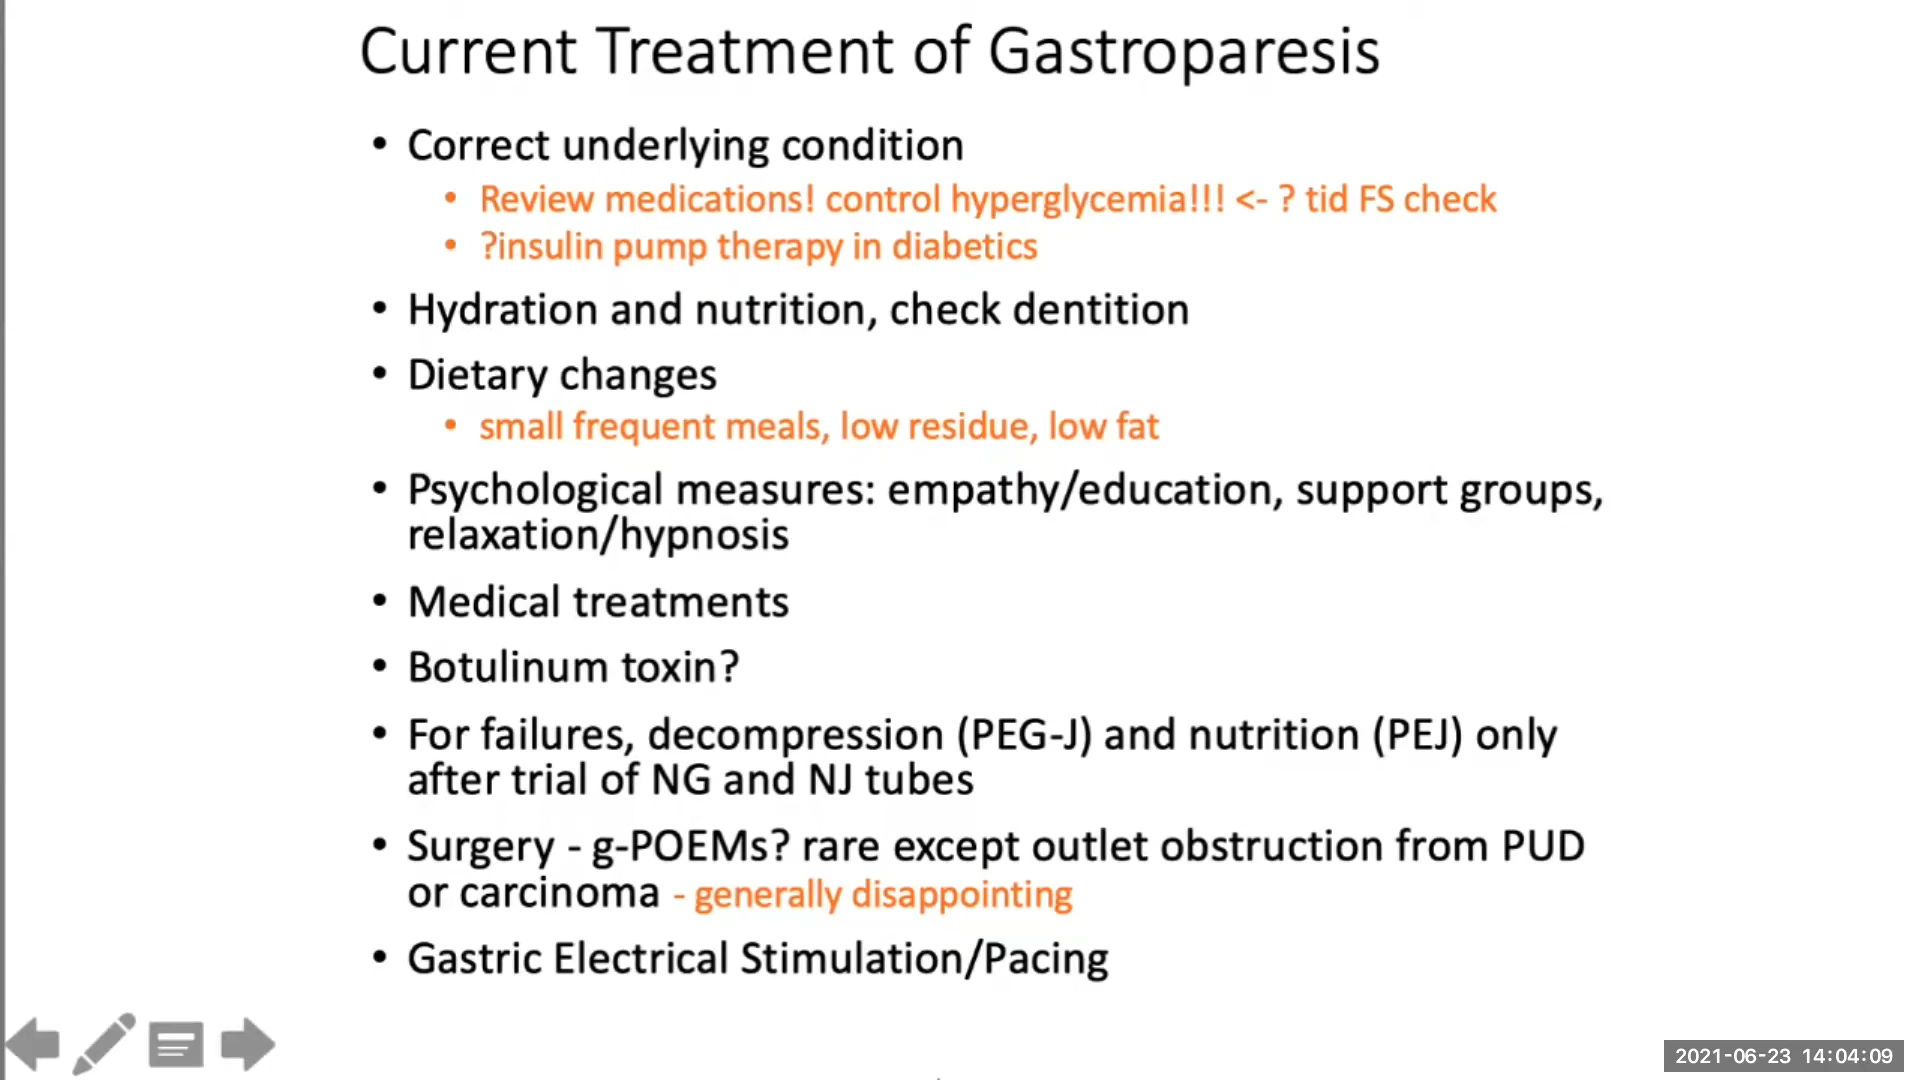 Current Treatment of Gastroparesis
• Correct underlying condition
• Review medications! control hyperglycemia!!! <- ? tid FS check
• ?insulin pump therapy in diabetics
• Hydration and nutrition, check dentition
• Dietary changes
• small frequent meals, low residue, low fat
• Psychological measures: empathy/education, support groups,
relaxation/hypnosis
• Medical treatments
• Botulinum toxin?
• For failures, decompression (PEG-J) and nutrition (PEJ) only
after trial of NG and NJ tubes
• Surgery - g-POEMs? rare except outlet obstruction from PUD
or carcinoma - generally disappointing
• Gastric Electrical Stimulation/Pacing
2021-06-23 14:04:09